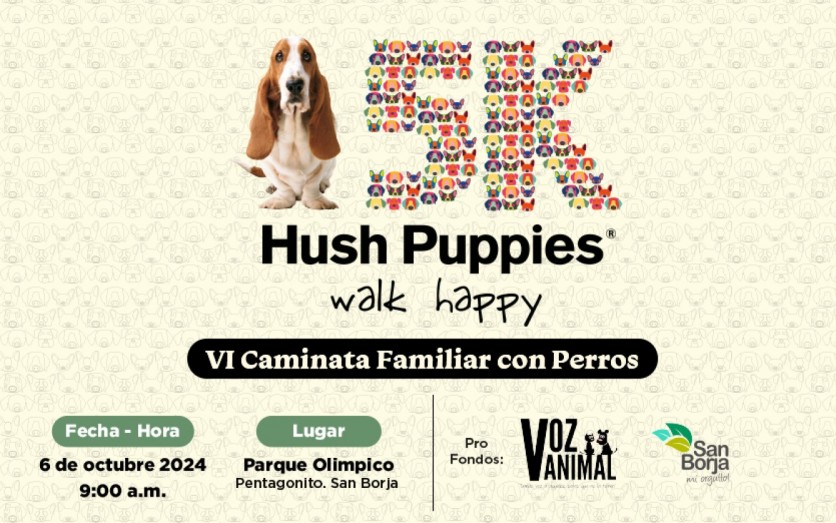 5K
Hush Puppies®
walk happy
VI Caminata Familiar con Perros
Fecha - Hora
6 de octubre 2024
9:00 a.m.
Lugar
Parque Olimpico
Pentagonito. San Borja
Pro
Fondos:
VOZ
ANIMAL
San
Borja
mi orgullo!